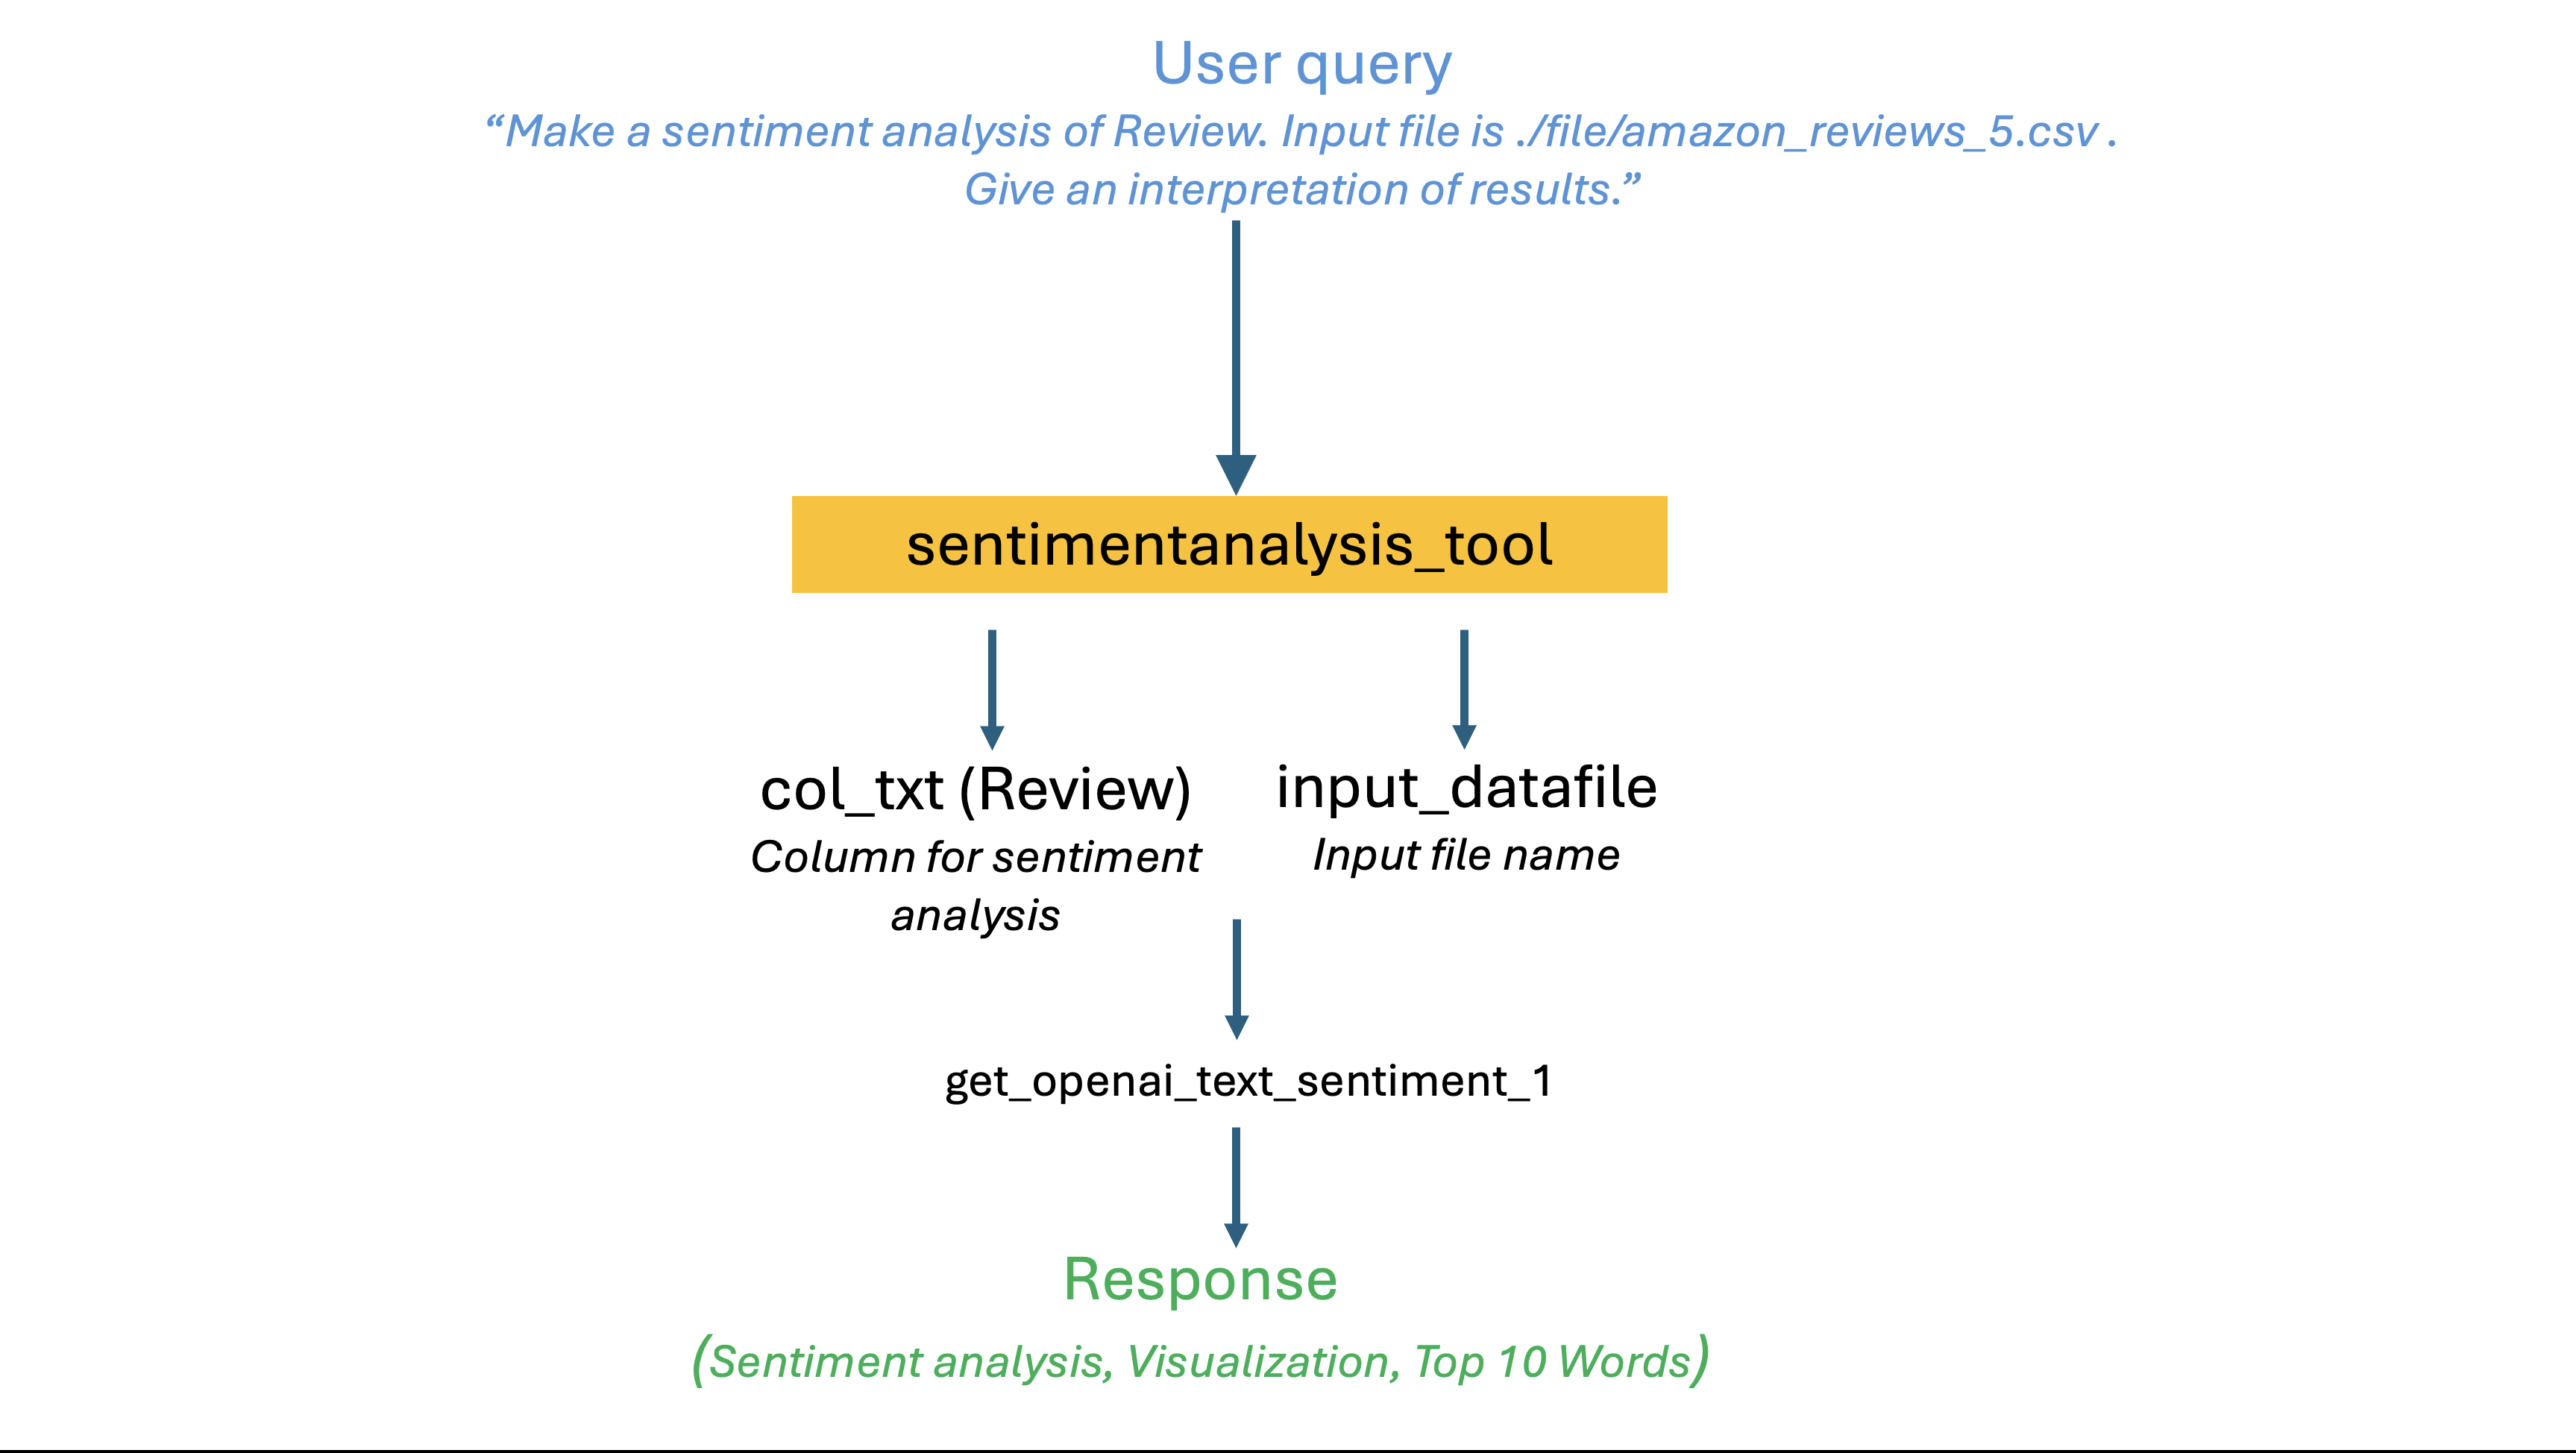 User query
“Make a sentiment analysis of Review. Input file is ./file/amazon_reviews_5.csv .
Give an interpretation of results.”
sentimentanalysis_tool
col_txt (Review)
Column for sentiment
analysis
input_datafile
Input file name
get_openai_text_sentiment_1
Response
(Sentiment analysis, Visualization, Top 10 Words)